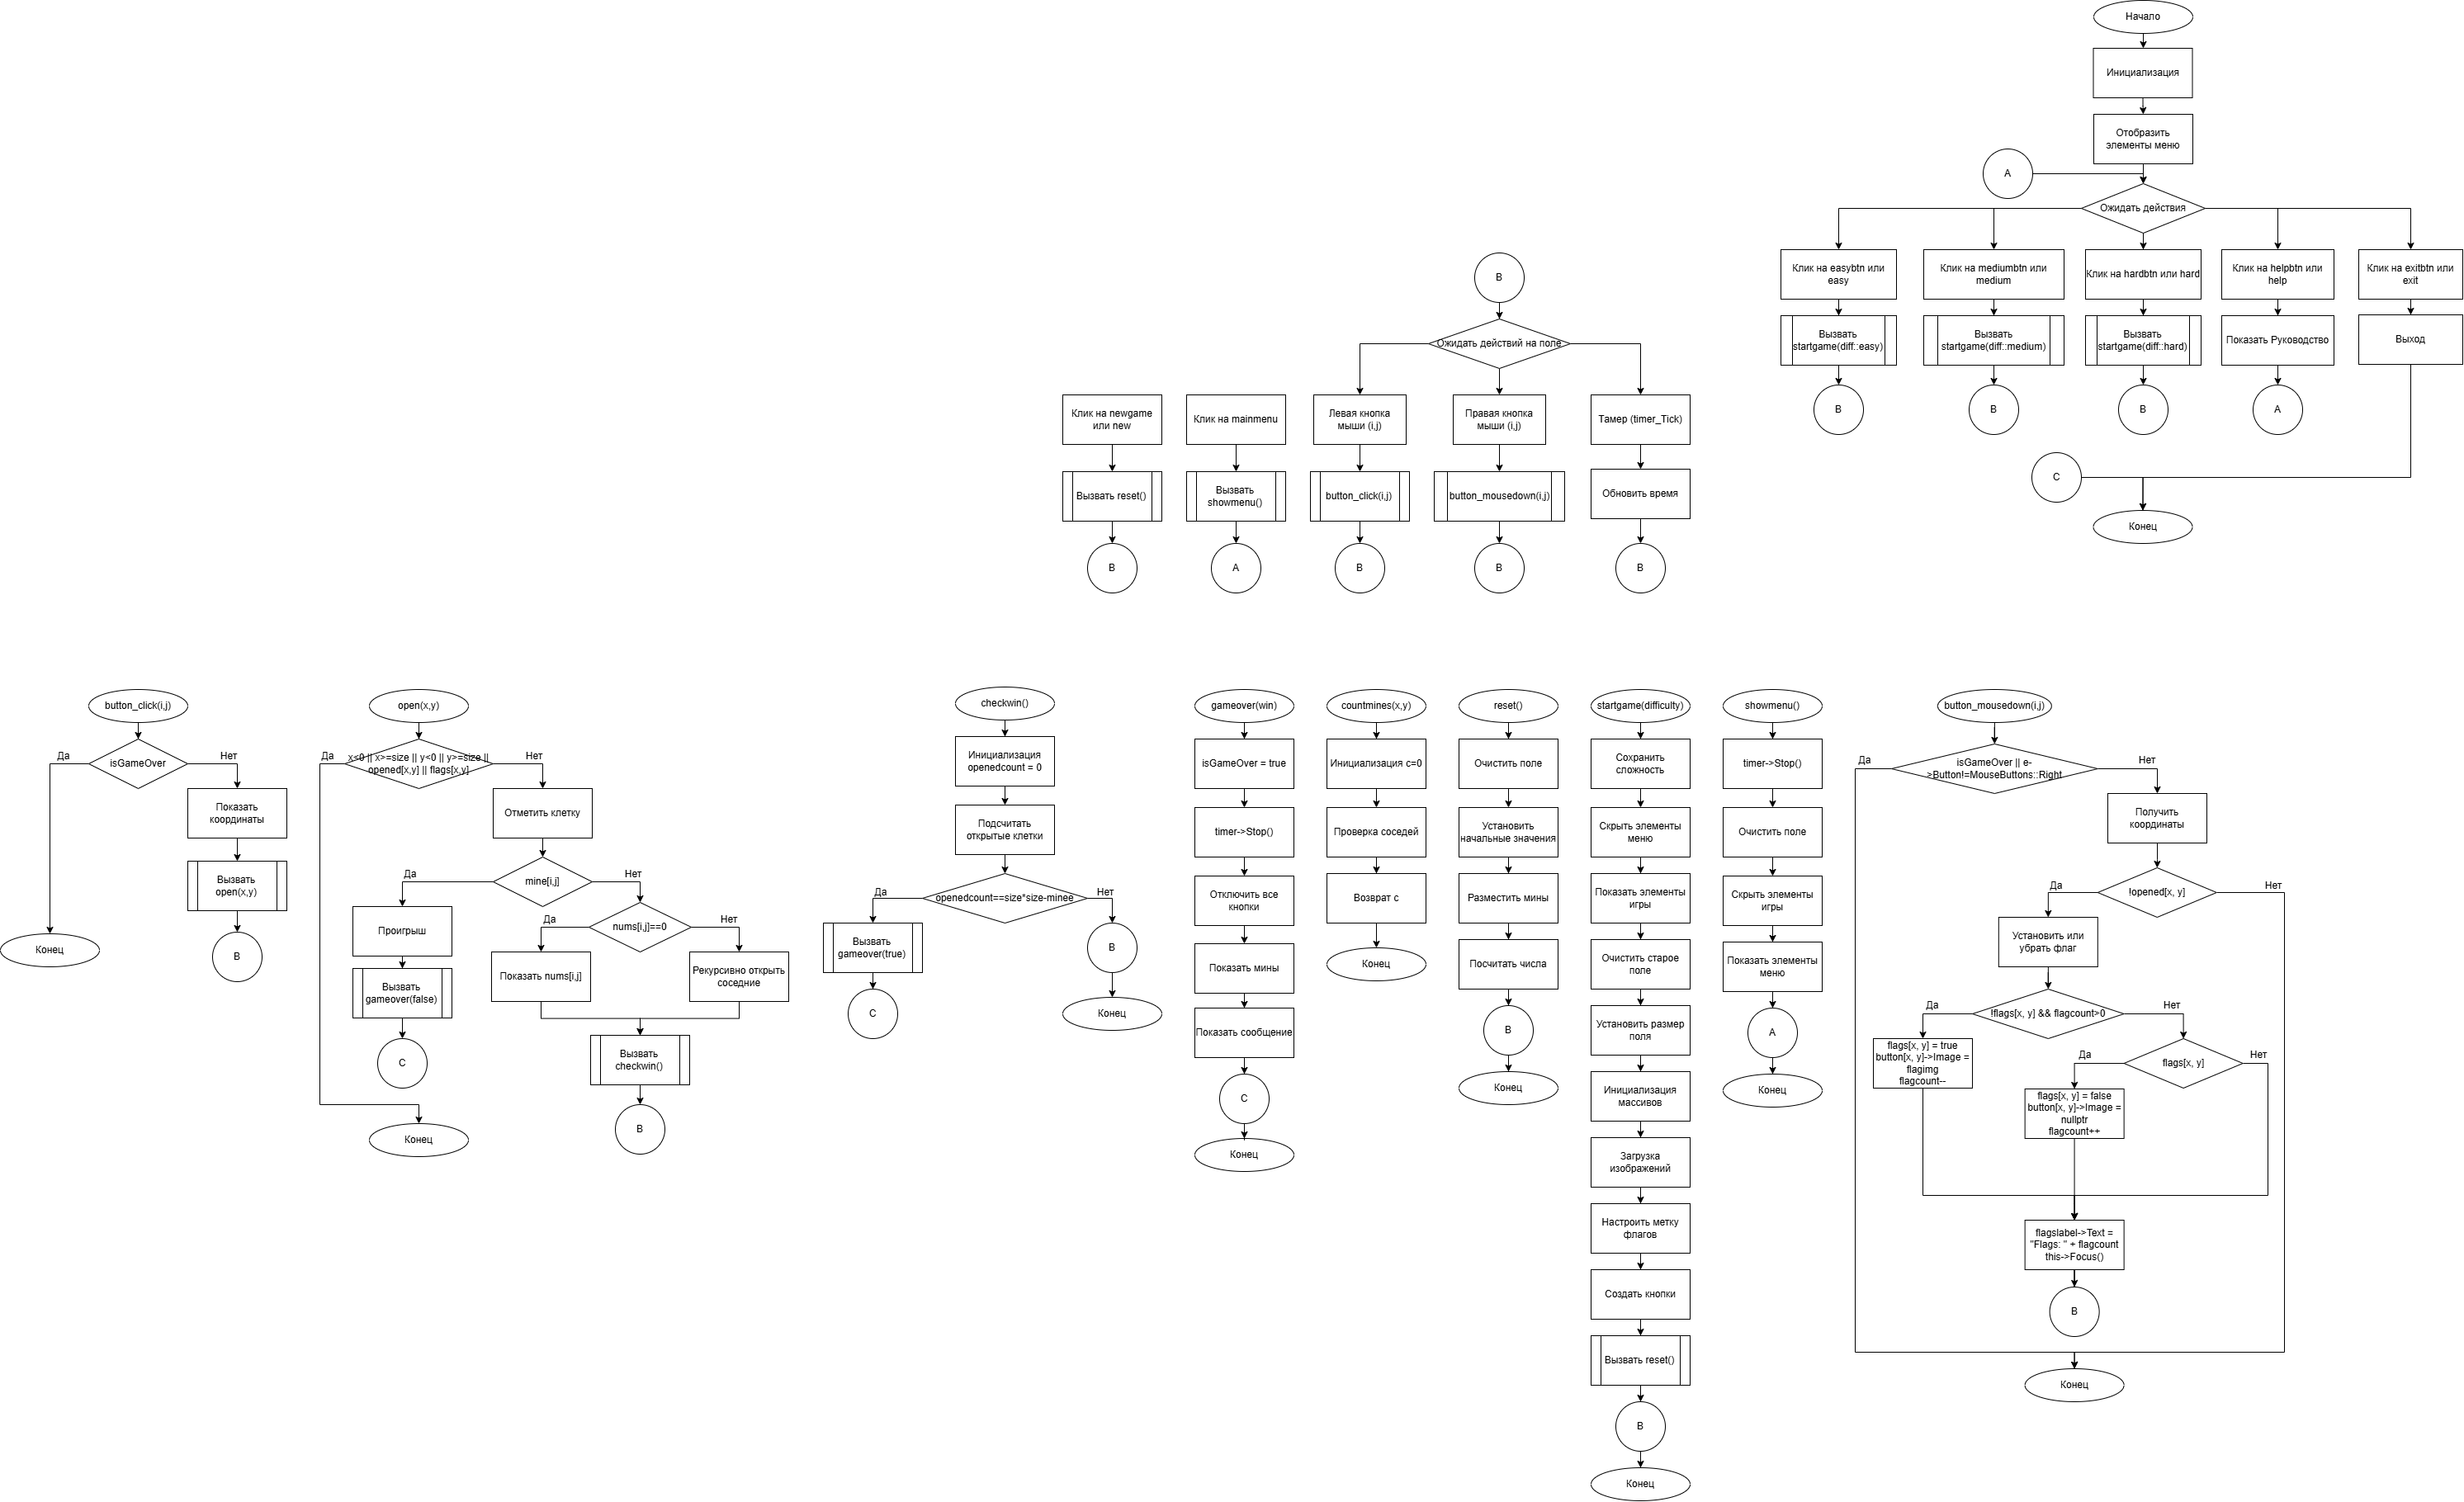 Начало
Инициализация
Отобразить
элементы меню
A
Ожидать действия
Клик на easybtn или
easy
Клик на mediumbtn или
medium
Клик на hardbtn или hard
Клик на helpbtn или
help
Клик на exitbtn или
exit
Вызвать
startgame(diff::easy)
Вызвать
startgame(diff::medium)
Вызвать
startgame(diff::hard)
Показать Руководство
Выход
B
B
B
A
C
Конец
B
Ожидать действий на поле
Клик на newgame
или new
Клик на mainmenu
Левая кнопка
мыши (i,j)
Правая кнопка
мыши (i,j)
Тамер (timer_Tick)
Вызвать reset()
Вызвать
showmenu()
button_click(i,j)
button_mousedown(i,j)
Обновить время
B
A
B
B
B
button_click(i,j)
Да
isGameOver
Нет
Показать
координаты
Вызвать
open(x,y)
Конец
B
open(x,y)
Да
x<0 || x>=size || y<0 || y>=size ||
opened[x,y] || flags[x,y]
Нет
Отметить клетку
Да
mine[i,j]
Нет
Проигрыш
Да
nums[i,j]==0
Нет
Показать nums[i,j]
Рекурсивно открыть
соседние
Вызвать
gameover(false)
C
Вызвать
checkwin()
B
Конец
checkwin()
Инициализация
openedcount = 0
Подсчитать
открытые клетки
Да
openedcount==size*size-minee
Нет
Вызвать
gameover(true)
C
B
Конец
gameover(win)
isGameOver = true
timer->Stop()
Отключить все
кнопки
Показать мины
Показать сообщение
C
Конец
countmines(x,y)
Инициализация c=0
Проверка соседей
Возврат c
Конец
reset()
Очистить поле
Установить
начальные значения
Разместить мины
Посчитать числа
B
Конец
startgame(difficulty)
Сохранить
сложность
Скрыть элементы
меню
Показать элементы
игры
Очистить старое
поле
Установить размер
поля
Инициализация
массивов
Загрузка
изображений
Настроить метку
флагов
Создать кнопки
Вызвать reset()
B
Конец
showmenu()
timer->Stop()
Очистить поле
Скрыть элементы
игры
Показать элементы
меню
A
Конец
button_mousedown(i,j)
Да
isGameOver || e-
>Button!=MouseButtons::Right
Нет
Получить
координаты
Да
!opened[x, y]
Нет
Установить или
убрать флаг
Да
!flags[x, y] && flagcount>0
Нет
flags[x, y] = true
button[x, y]->Image =
flagimg
flagcount--
Да
flags[x, y]
Нет
flags[x, y] = false
button[x, y]->Image =
nullptr
flagcount++
flagslabel->Text =
"Flags: " + flagcount
this->Focus()
B
Конец